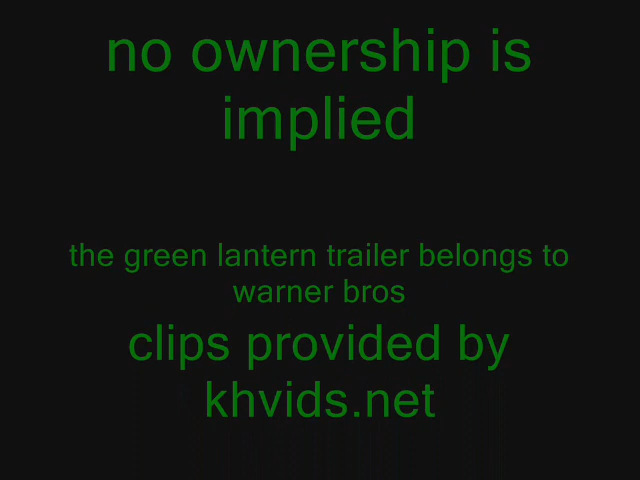 no ownership is
implied
the green lantern trailer belongs to
warner bros
clips provided by
khvids.net